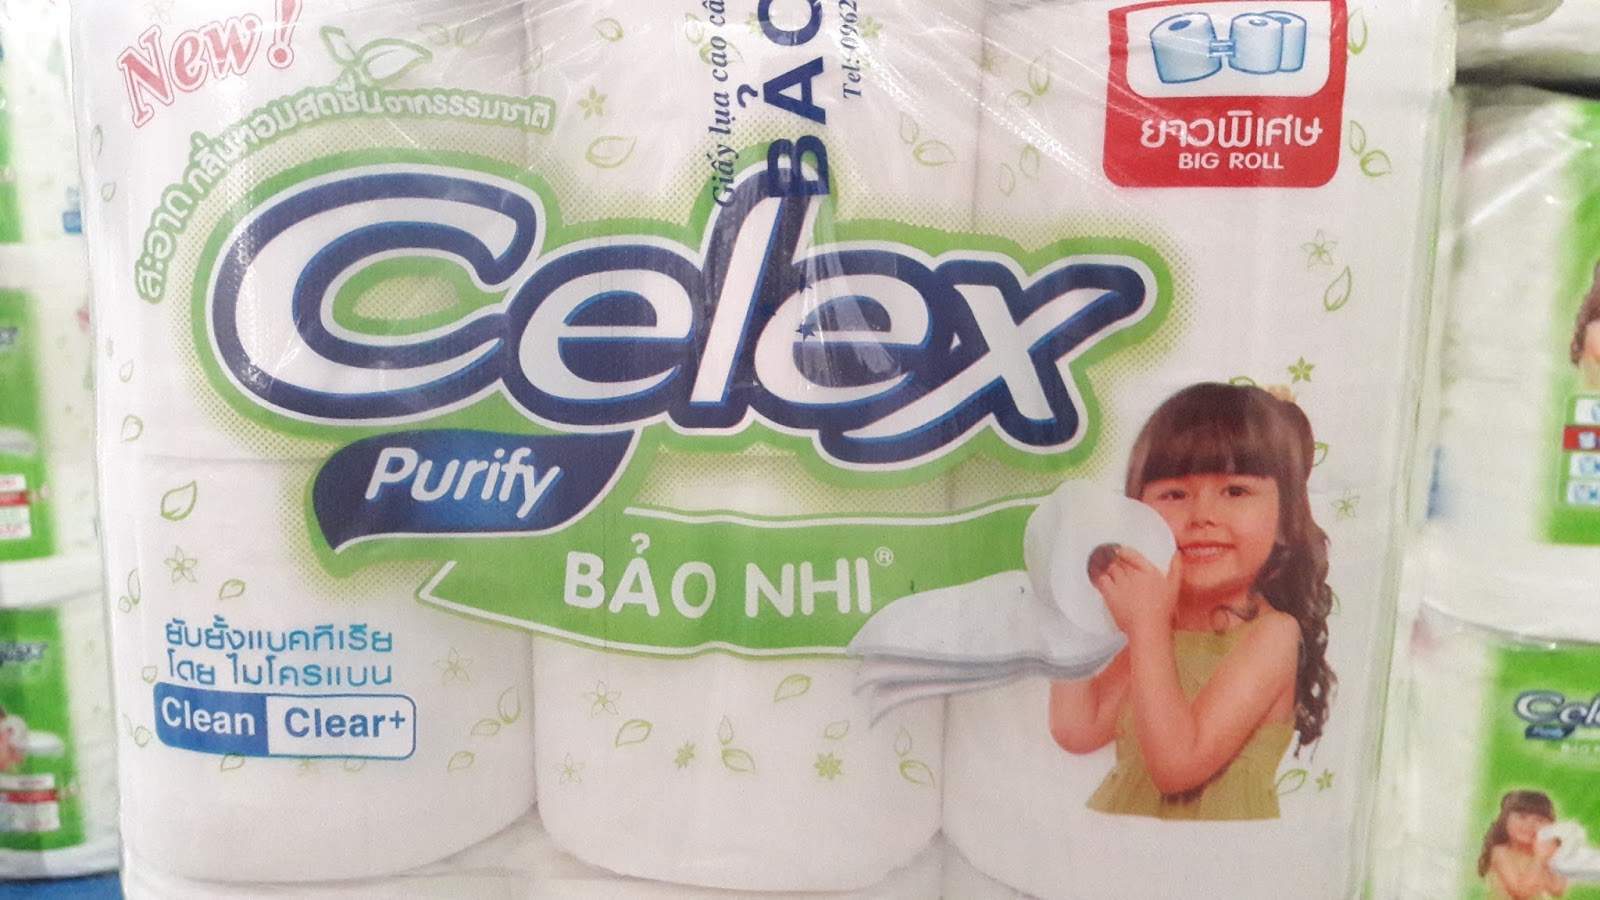 New!
สะอาด กลิ่นหอมสดชื่นจากธรรมชาติ
Giấy lụa cao
Tel: 0962
ยาวพิเศษ
BIG ROLL
Celex
Purify
BẢO NHI®
ยับยั้งแบคทีเรีย
โดย ไมโครแบน
Clean Clear+
Purify